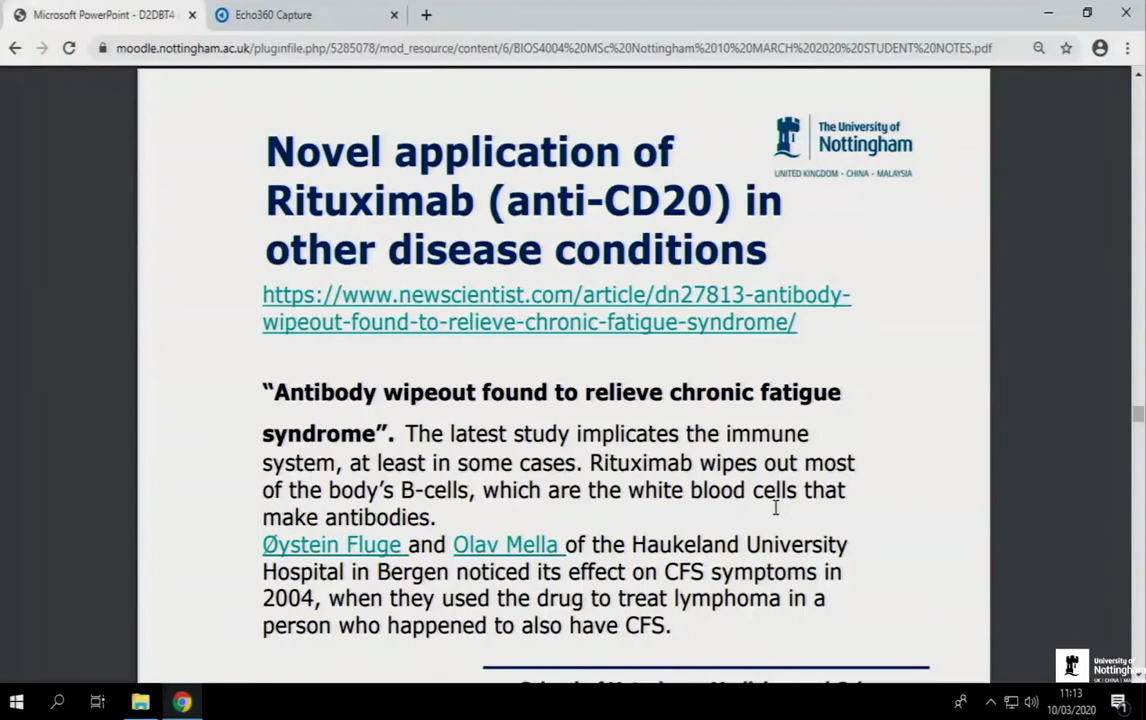 Microsoft PowerPoint - D2DBT4
Echo360 Capture
moodle.nottingham.ac.uk/pluginfile.php/5285078/mod_resource/content/6/BIOS4004%20MSc%20Nottingham%2010%20MARCH%202020%20STUDENT%20NOTES.pdf
Novel application of
Rituximab (anti-CD20) in
other disease conditions
The University of
Nottingham
UNITED KINGDOM - CHINA - MALAYSIA
https://www.newscientist.com/article/dn27813-antibody-
wipeout-found-to-relieve-chronic-fatigue-syndrome/
“Antibody wipeout found to relieve chronic fatigue
syndrome”. The latest study implicates the immune
system, at least in some cases. Rituximab wipes out most
of the body’s B-cells, which are the white blood cells that
make antibodies.
Øystein Fluge and Olav Mella of the Haukeland University
Hospital in Bergen noticed its effect on CFS symptoms in
2004, when they used the drug to treat lymphoma in a
person who happened to also have CFS.
University of
Nottingham
UK | CHINA | MALAYSIA
11:13
10/03/2020